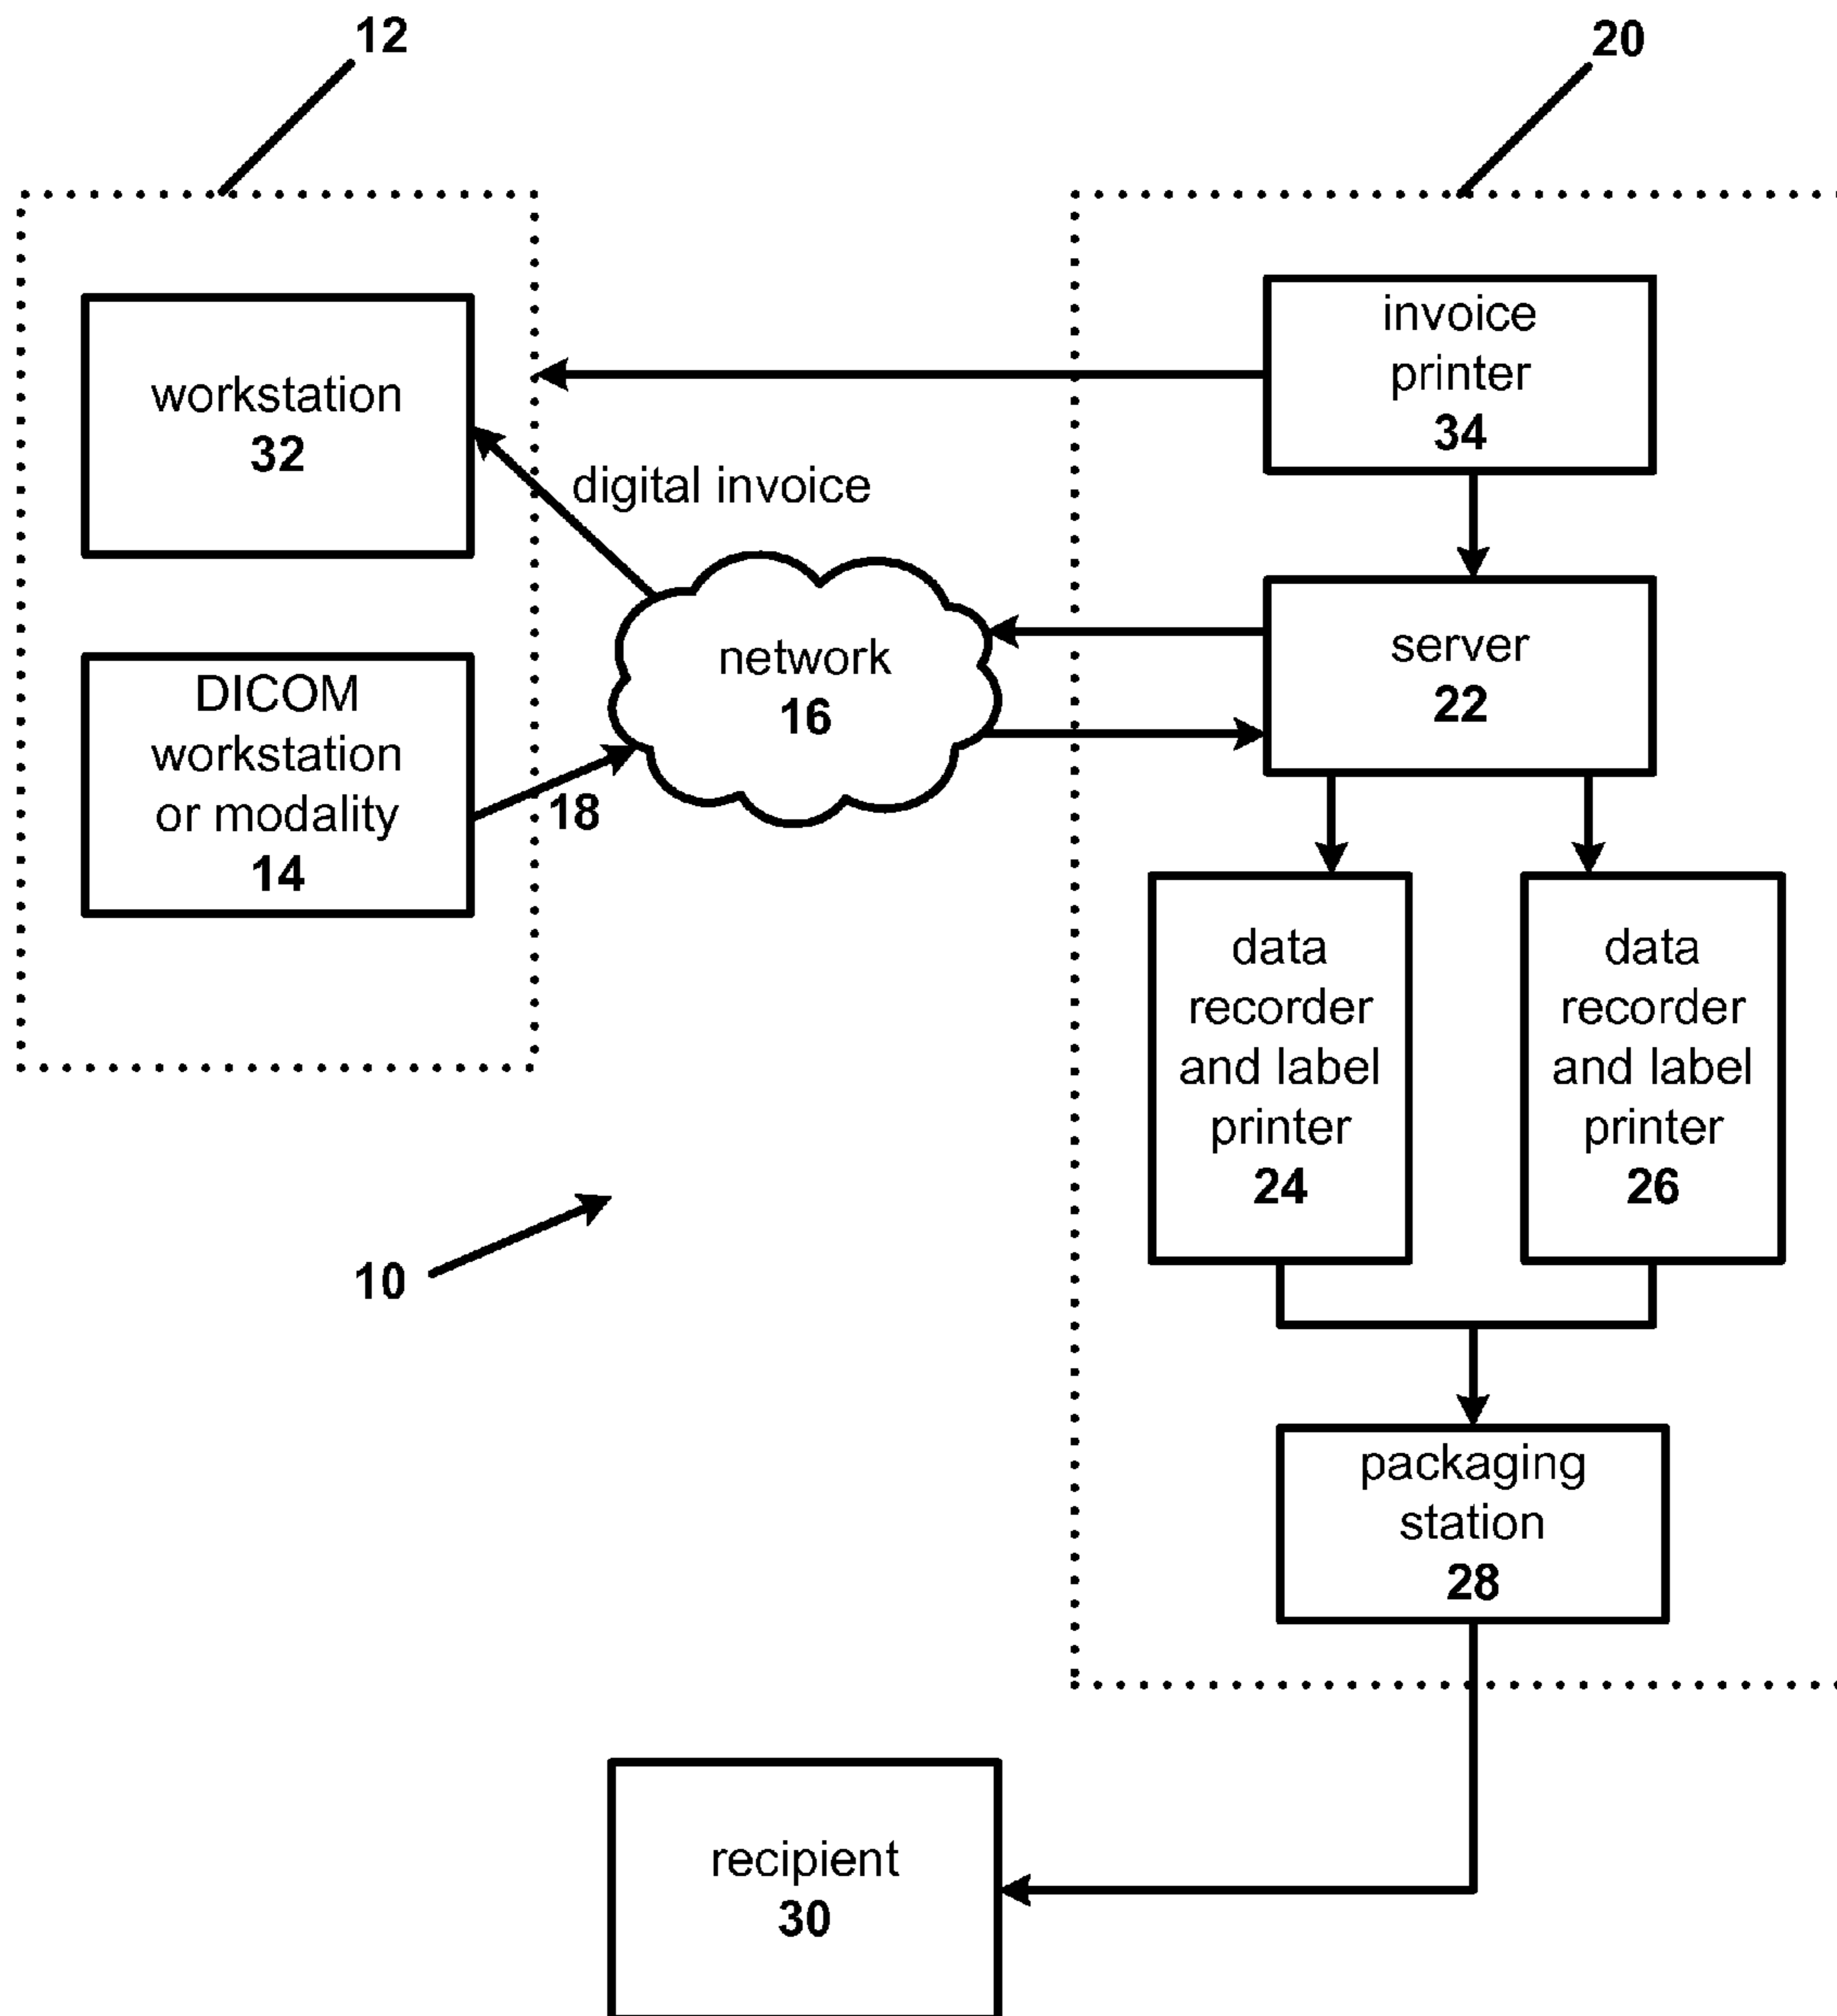 12
20
workstation
32
digital invoice
invoice
printer
34
network
16
server
22
DICOM
workstation
or modality
14
18
data
recorder
and label
printer
24
data
recorder
and label
printer
26
10
packaging
station
28
recipient
30